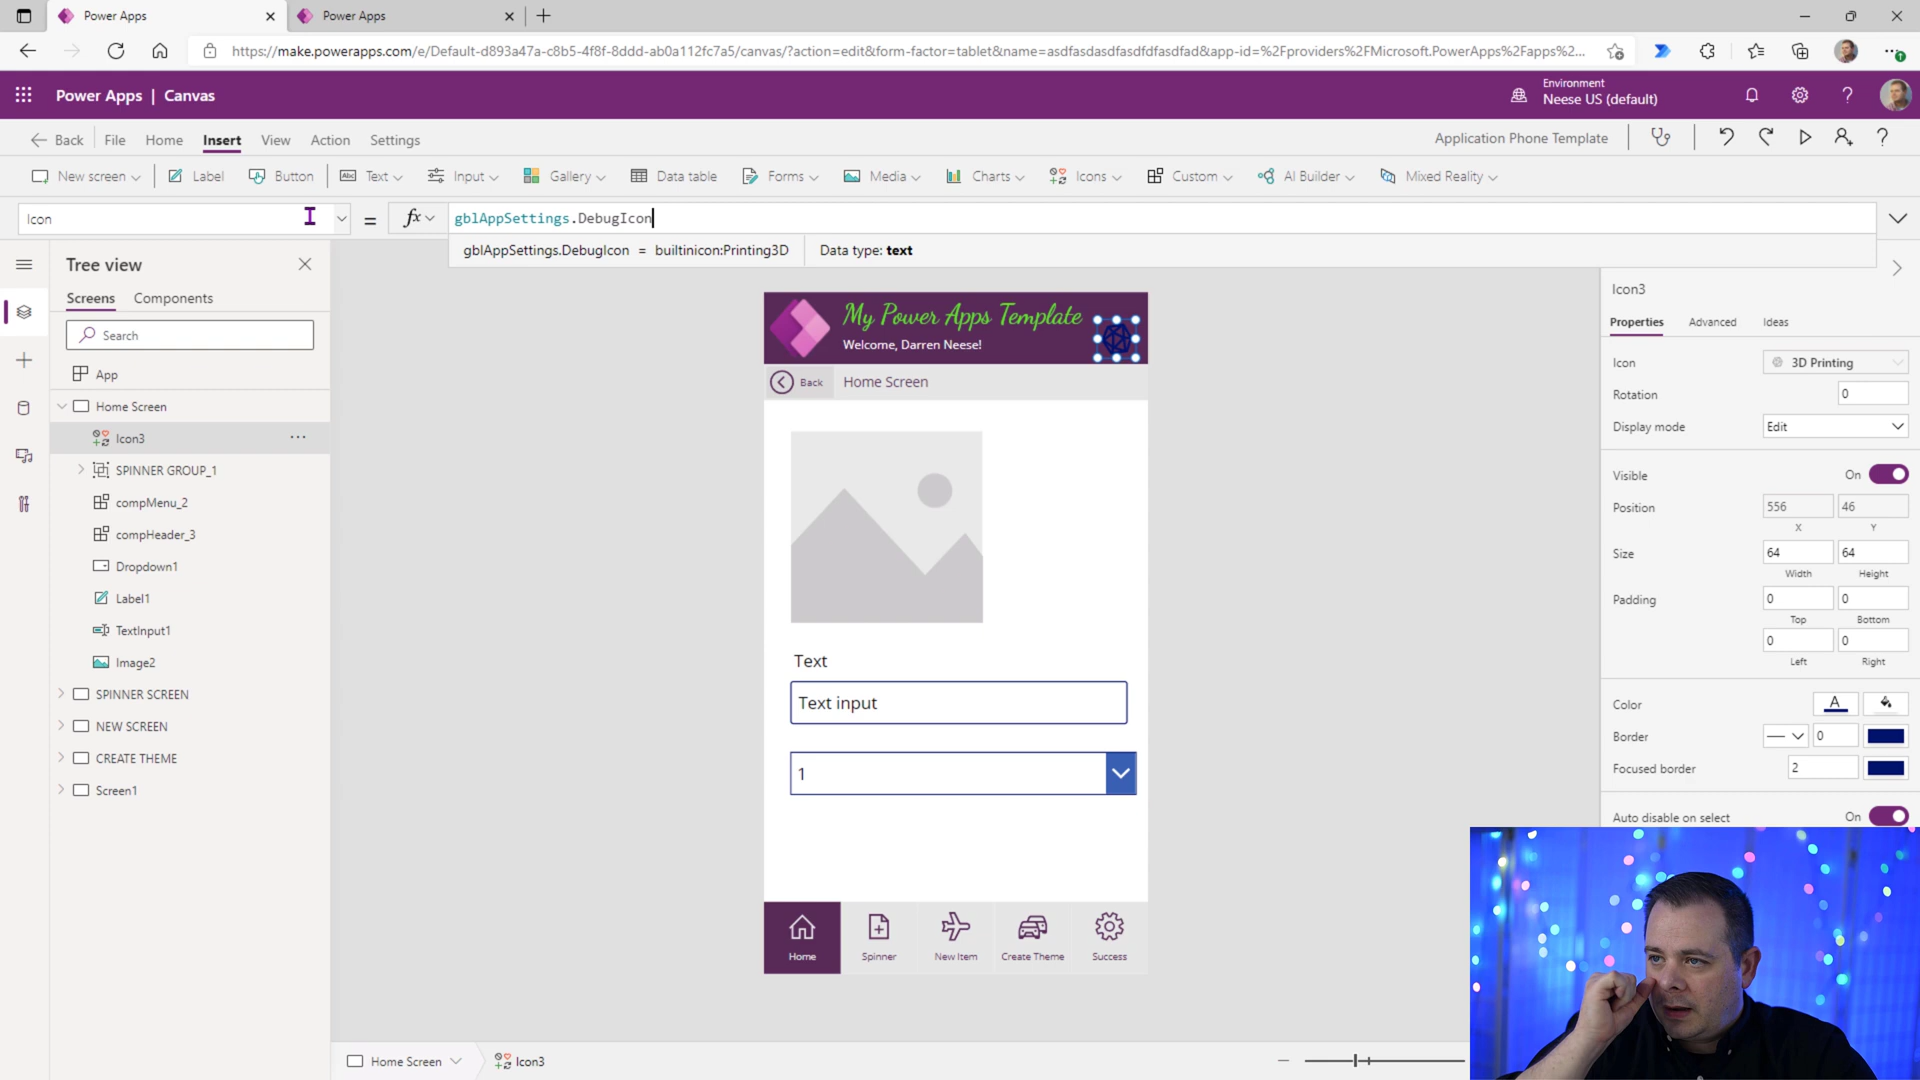 Power Apps
Power Apps
https://make.powerapps.com/e/Default-d893a47a-c8b5-4f8f-8ddd-ab0a112fc7a5/canvas/?action=edit&form-factor=tablet&name=asdfasdasdfasdfdfasdfad&app-id=%2Fproviders%2FMicrosoft.PowerApps%2Fapps%2...
Power Apps | Canvas
Environment
Neese US (default)
Back
File
Home
Insert
View
Action
Settings
Application Phone Template
New screen
Label
Button
Text
Input
Gallery
Data table
Forms
Media
Charts
Icons
Custom
AI Builder
Mixed Reality
Icon
=
fx
gblAppSettings.DebugIcon
gblAppSettings.DebugIcon = builtinicon:Printing3D
Data type: text
Tree view
Screens
Components
Search
App
Home Screen
Icon3
SPINNER GROUP_1
compMenu_2
compHeader_3
Dropdown1
Label1
TextInput1
Image2
SPINNER SCREEN
NEW SCREEN
CREATE THEME
Screen1
My Power Apps Template
Welcome, Darren Neese!
Back
Home Screen
Text
Text input
1
Home
Spinner
New Item
Create Theme
Success
Icon3
Properties
Advanced
Ideas
Icon
3D Printing
Rotation
0
Display mode
Edit
Visible
On
Position
556
46
X
Y
Size
64
64
Width
Height
Padding
0
0
Top
Bottom
0
0
Left
Right
Color
A
Border
0
Focused border
2
Auto disable on select
On
Home Screen
Icon3